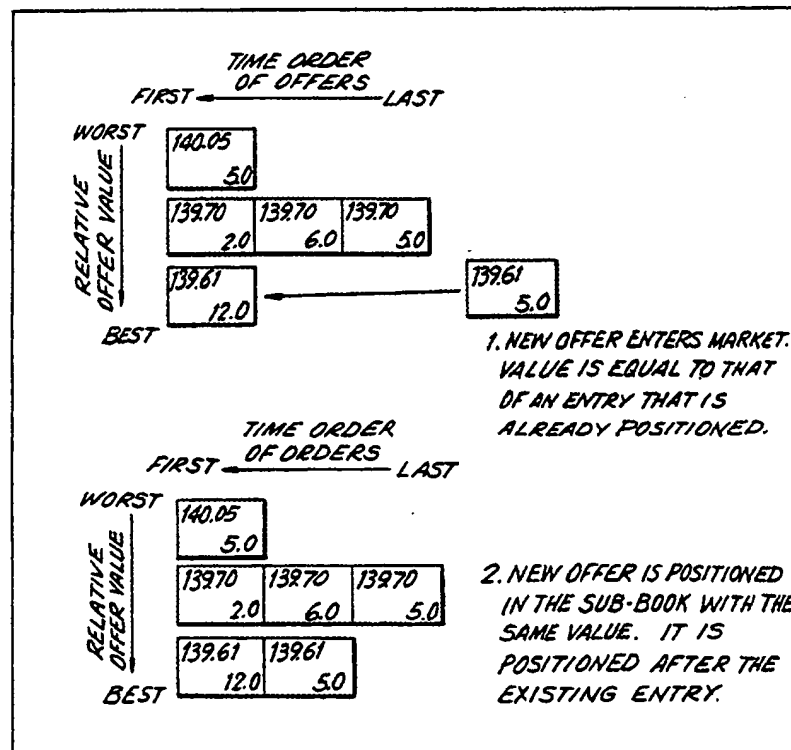 TIME ORDER
OF OFFERS
FIRST LAST
WORST
RELATIVE
OFFER VALUE
BEST
140.05
5.0
139.70 139.70 139.70
2.0 6.0 5.0
139.61 139.61
12.0 5.0
1. NEW OFFER ENTERS MARKET.
VALUE IS EQUAL TO THAT
OF AN ENTRY THAT IS
ALREADY POSITIONED.
TIME ORDER
OF ORDERS
FIRST LAST
WORST
RELATIVE
OFFER VALUE
BEST
140.05
5.0
139.70 139.70 139.70
2.0 6.0 5.0
139.61 139.61
12.0 5.0
2. NEW OFFER IS POSITIONED
IN THE SUB-BOOK WITH THE
SAME VALUE. IT IS
POSITIONED AFTER THE
EXISTING ENTRY.